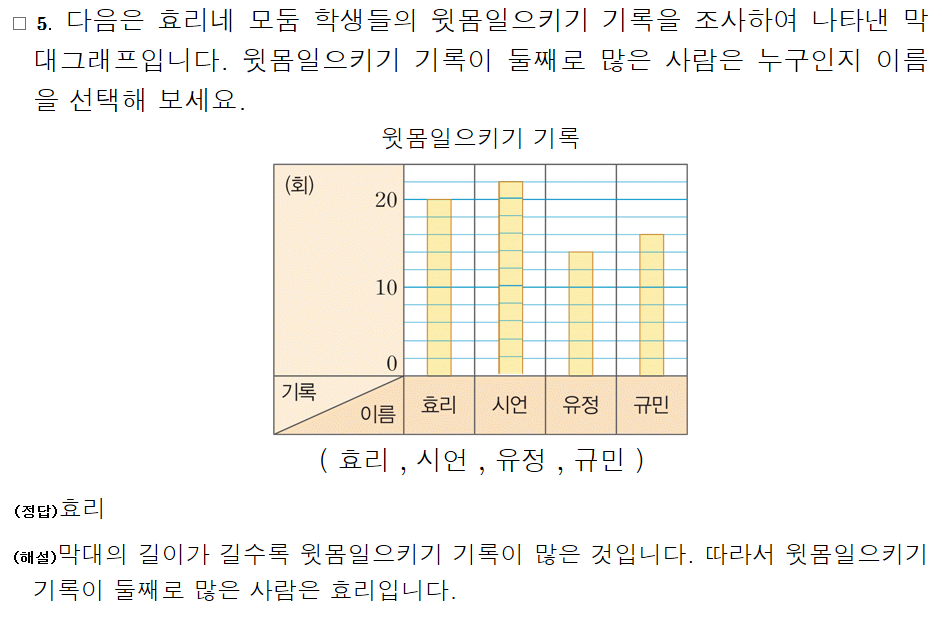 □ 5. 다음은 효리네 모둠 학생들의 윗몸일으키기 기록을 조사하여 나타낸 막
대그래프입니다. 윗몸일으키기 기록이 둘째로 많은 사람은 누구인지 이름
을 선택해 보세요.
윗몸일으키기 기록
(회)
20
10
0
기록
이름
효리 시언 유정 규민
( 효리 , 시언 , 유정 , 규민 )
(정답)효리
(해설)막대의 길이가 길수록 윗몸일으키기 기록이 많은 것입니다. 따라서 윗몸일으키기
기록이 둘째로 많은 사람은 효리입니다.